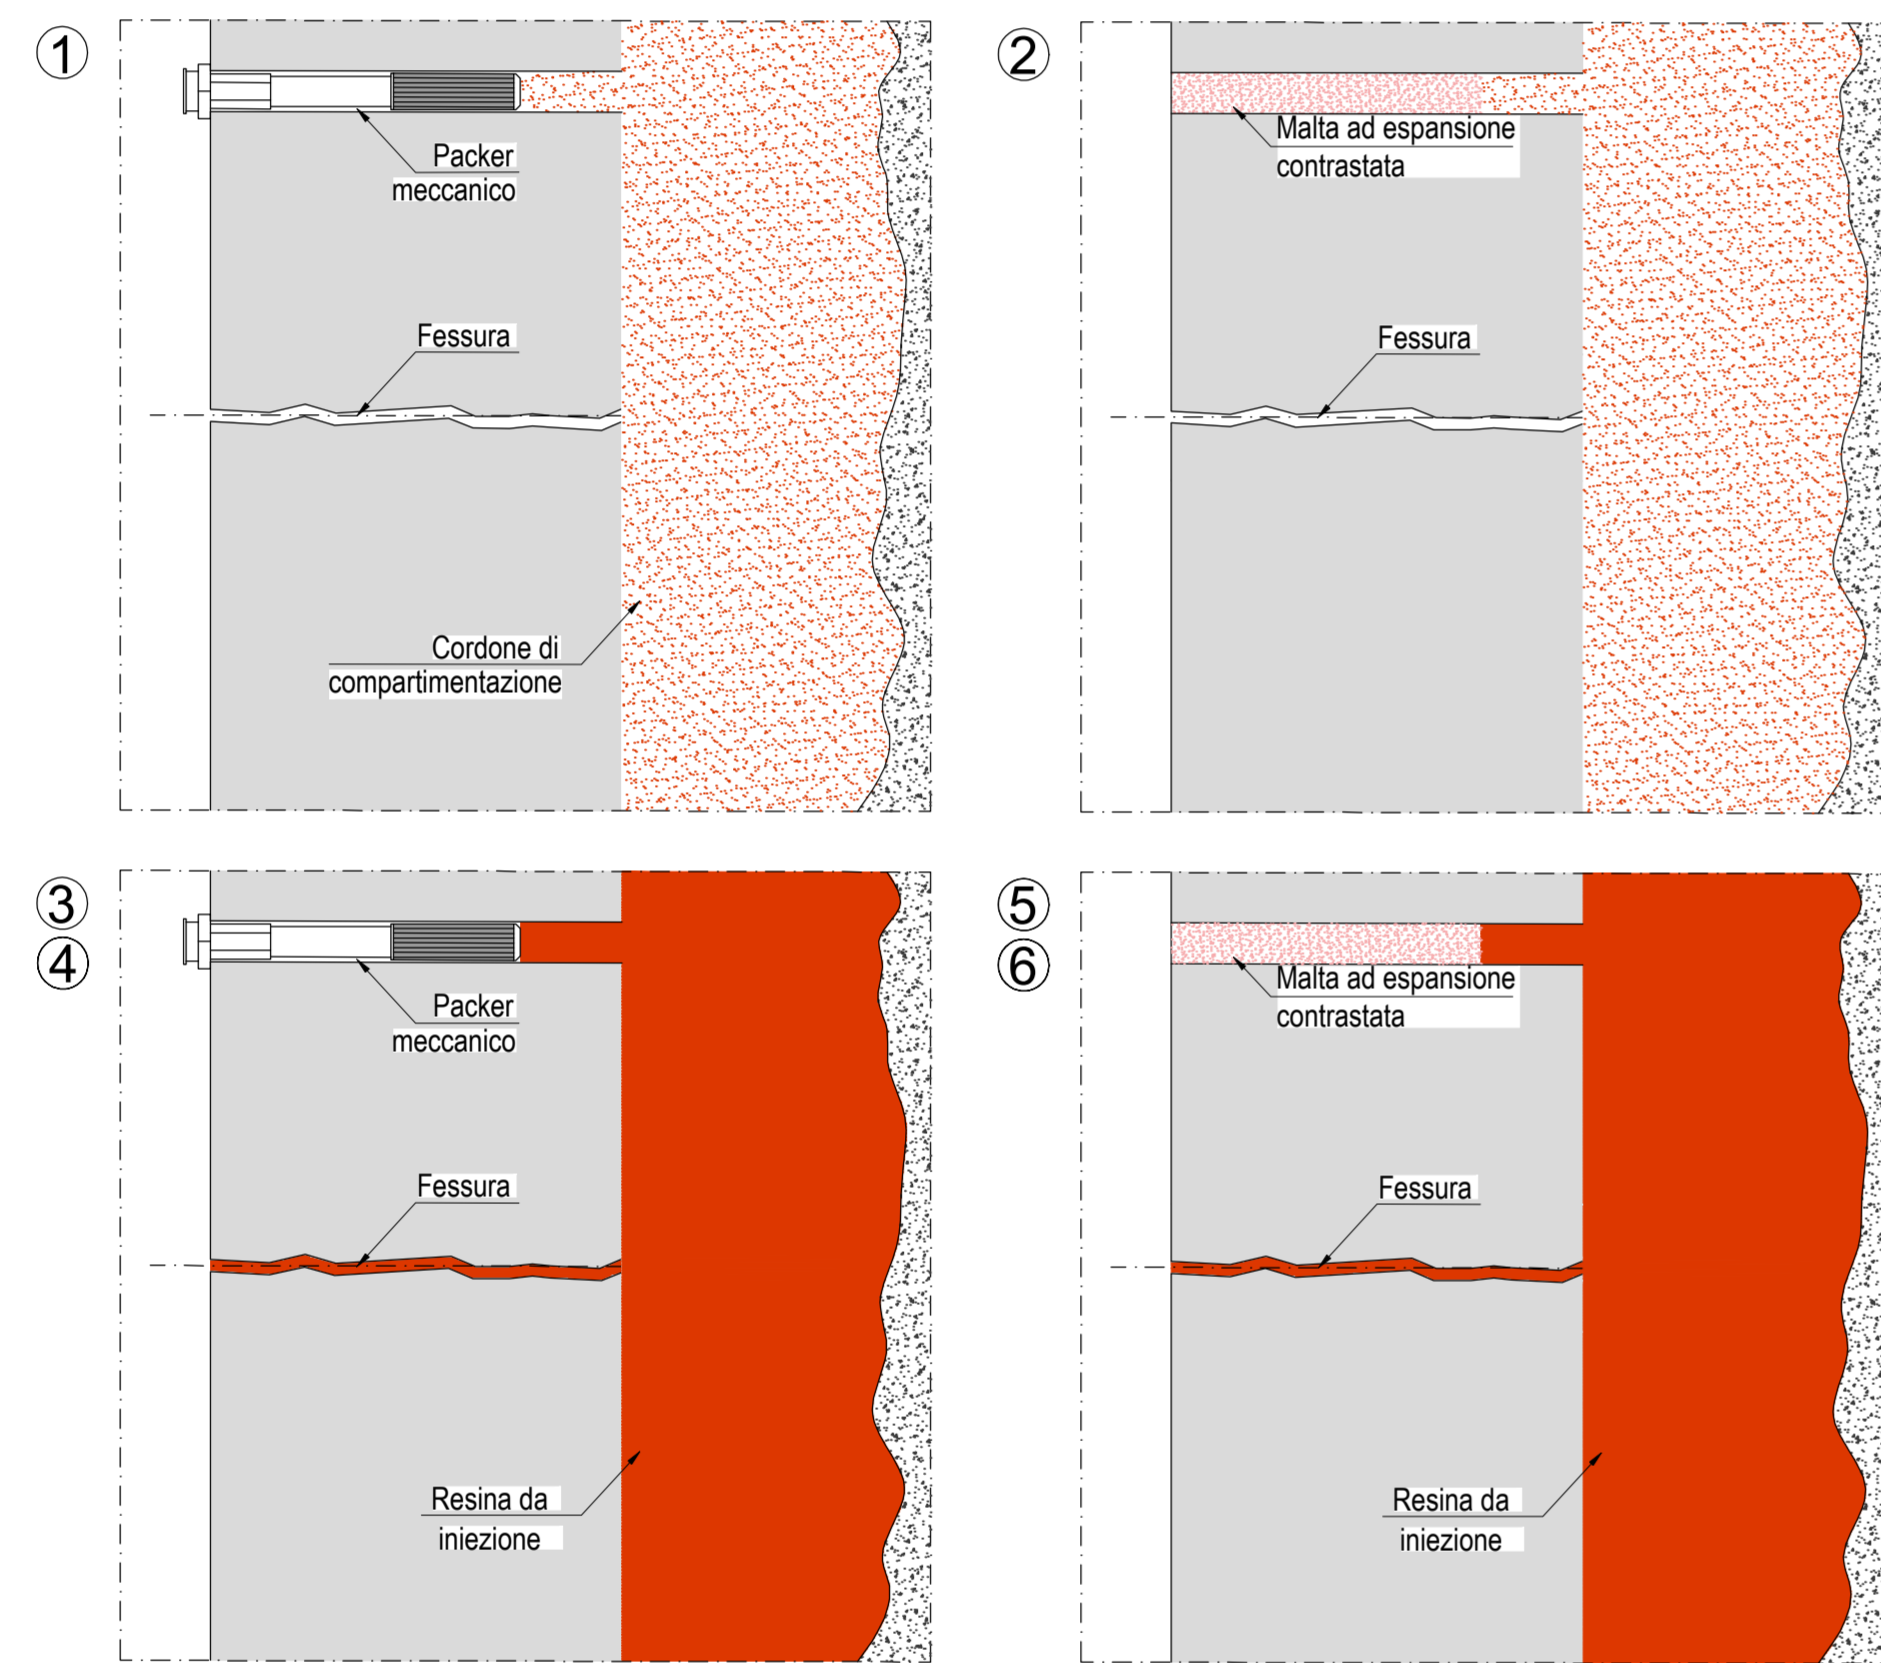 1
Packer
meccanico
Fessura
Cordone di
compartimentazione
2
Malta ad espansione
contrastata
Fessura
3
4
Packer
meccanico
Fessura
Resina da
iniezione
5
6
Malta ad espansione
contrastata
Fessura
Resina da
iniezione